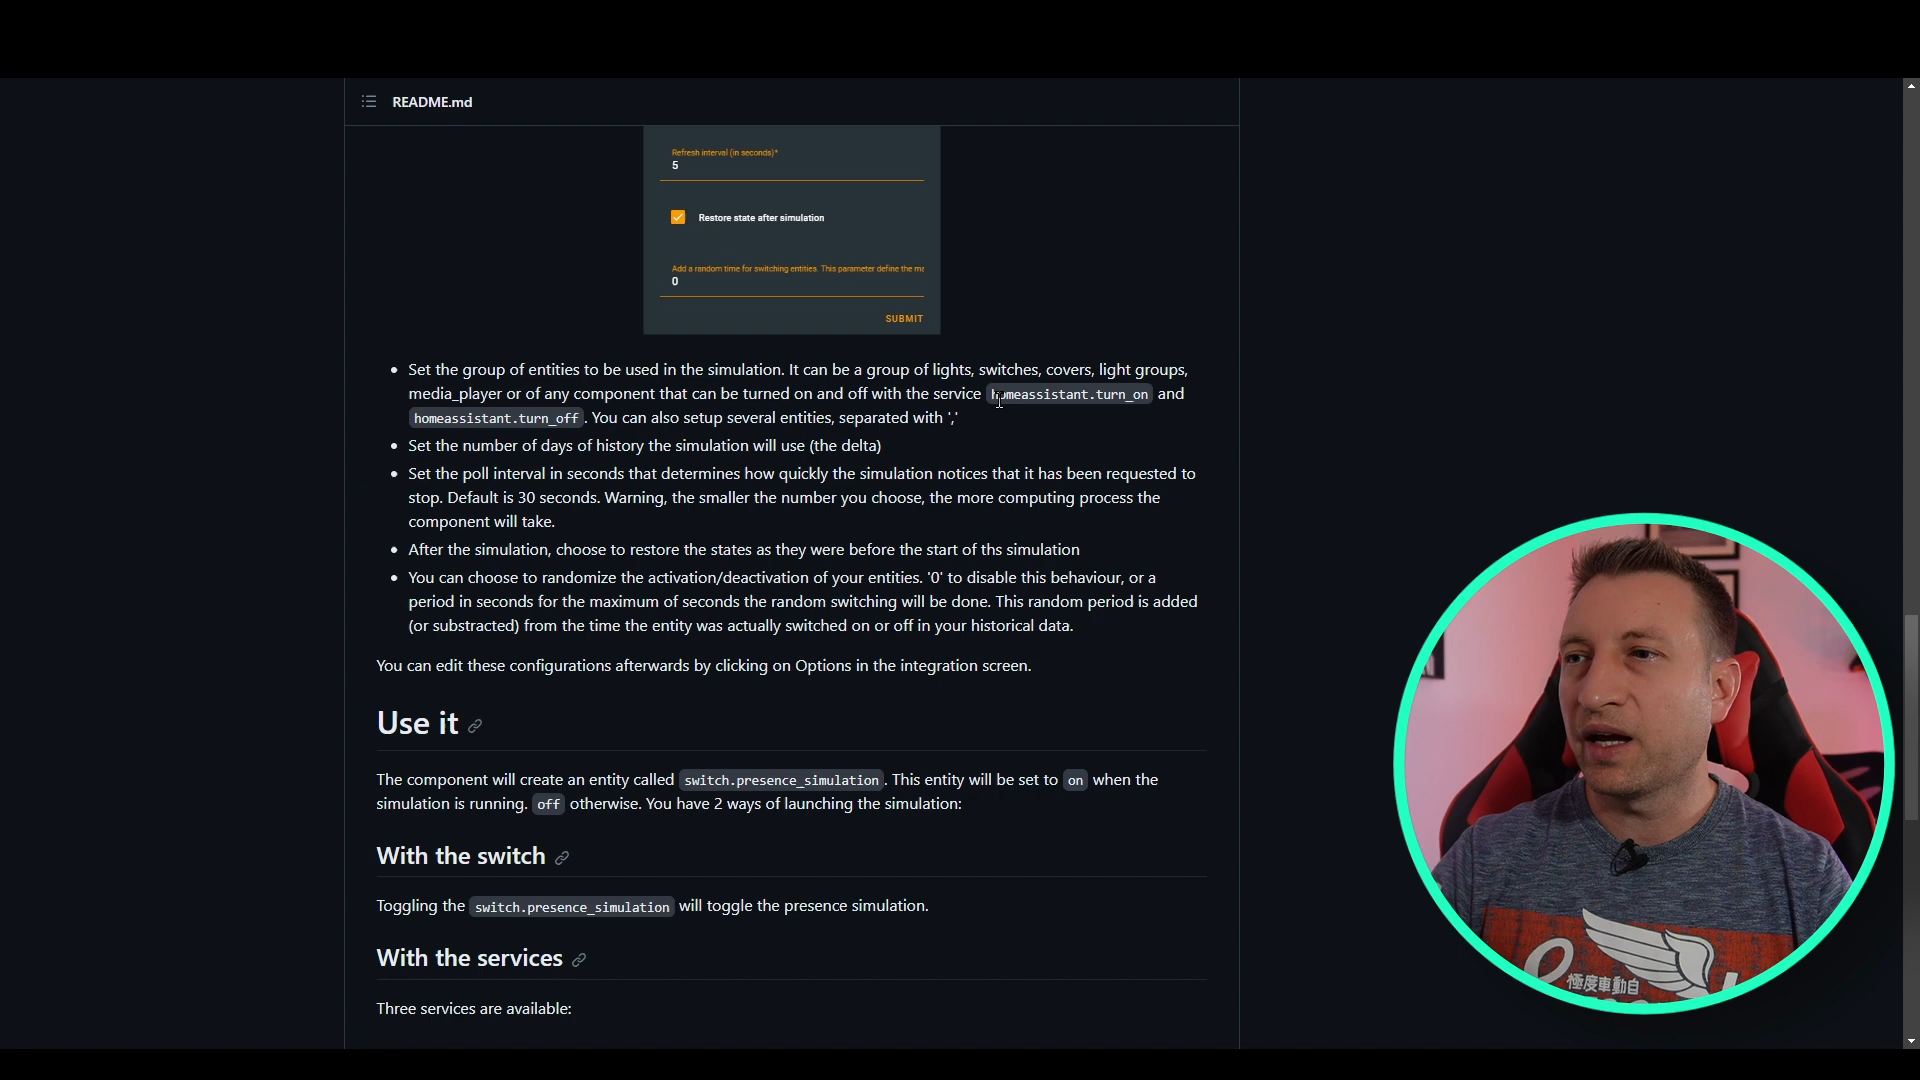 README.md
Refresh interval (in seconds)*
5
Restore state after simulation
Add a random time for switching entities. This parameter define the ma
0
SUBMIT
Set the group of entities to be used in the simulation. It can be a group of lights, switches, covers, light groups,
media_player or of any component that can be turned on and off with the service homeassistant.turn_on and
homeassistant.turn_off. You can also setup several entities, separated with ','
Set the number of days of history the simulation will use (the delta)
Set the poll interval in seconds that determines how quickly the simulation notices that it has been requested to
stop. Default is 30 seconds. Warning, the smaller the number you choose, the more computing process the
component will take.
After the simulation, choose to restore the states as they were before the start of ths simulation
You can choose to randomize the activation/deactivation of your entities. '0' to disable this behaviour, or a
period in seconds for the maximum of seconds the random switching will be done. This random period is added
(or substracted) from the time the entity was actually switched on or off in your historical data.
You can edit these configurations afterwards by clicking on Options in the integration screen.
Use it
The component will create an entity called switch.presence_simulation. This entity will be set to on when the
simulation is running. off otherwise. You have 2 ways of launching the simulation:
With the switch
Toggling the switch.presence_simulation will toggle the presence simulation.
With the services
Three services are available:
極度車動自